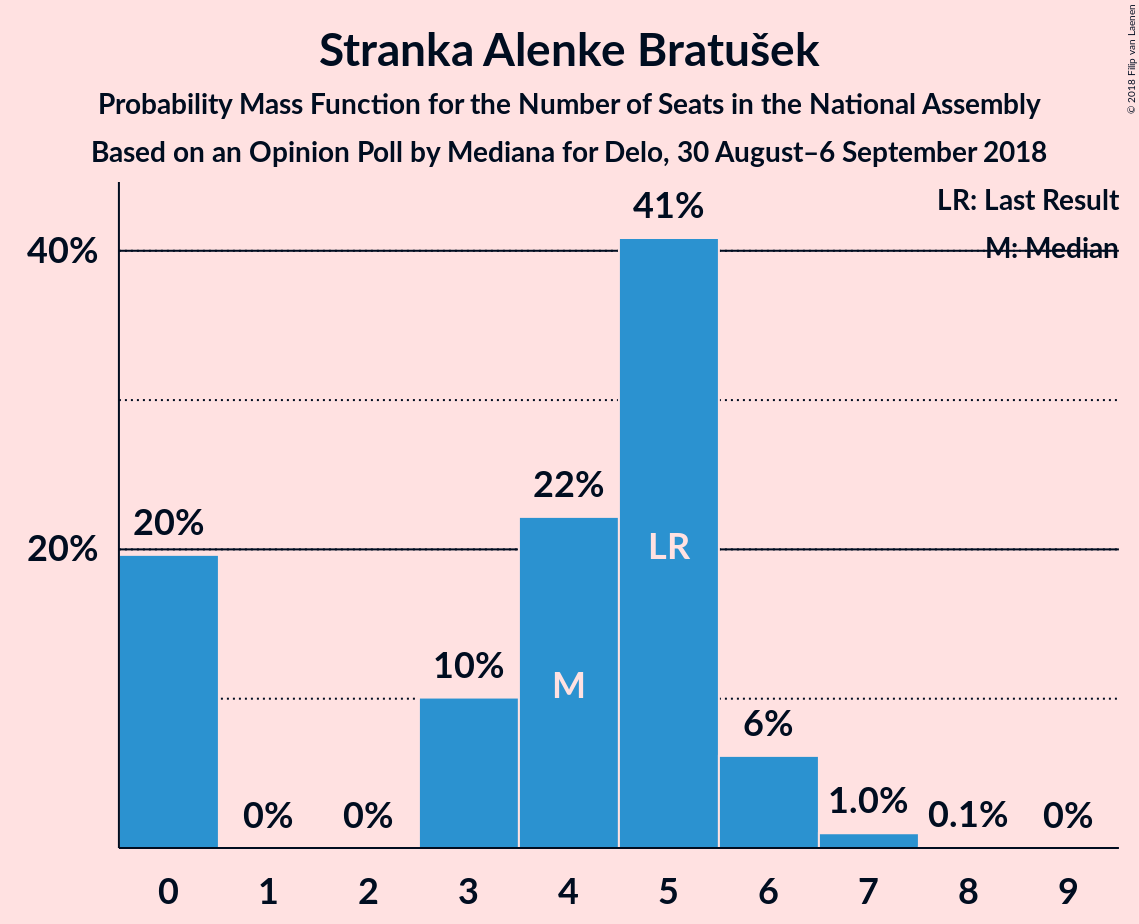 Stranka Alenke Bratušek
Probability Mass Function for the Number of Seats in the National Assembly
Based on an Opinion Poll by Mediana for Delo, 30 August–6 September 2018
© 2018 Filip van Laenen
LR: Last Result
M: Median
40%
20%
20%
0%
0%
10%
22%
M
41%
LR
6%
1.0%
0.1%
0%
0 1 2 3 4 5 6 7 8 9